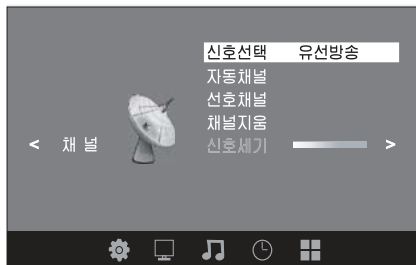 신호선택 유선방송
자동채널
선호채널
채널지움
< 채 널 신호세기 >